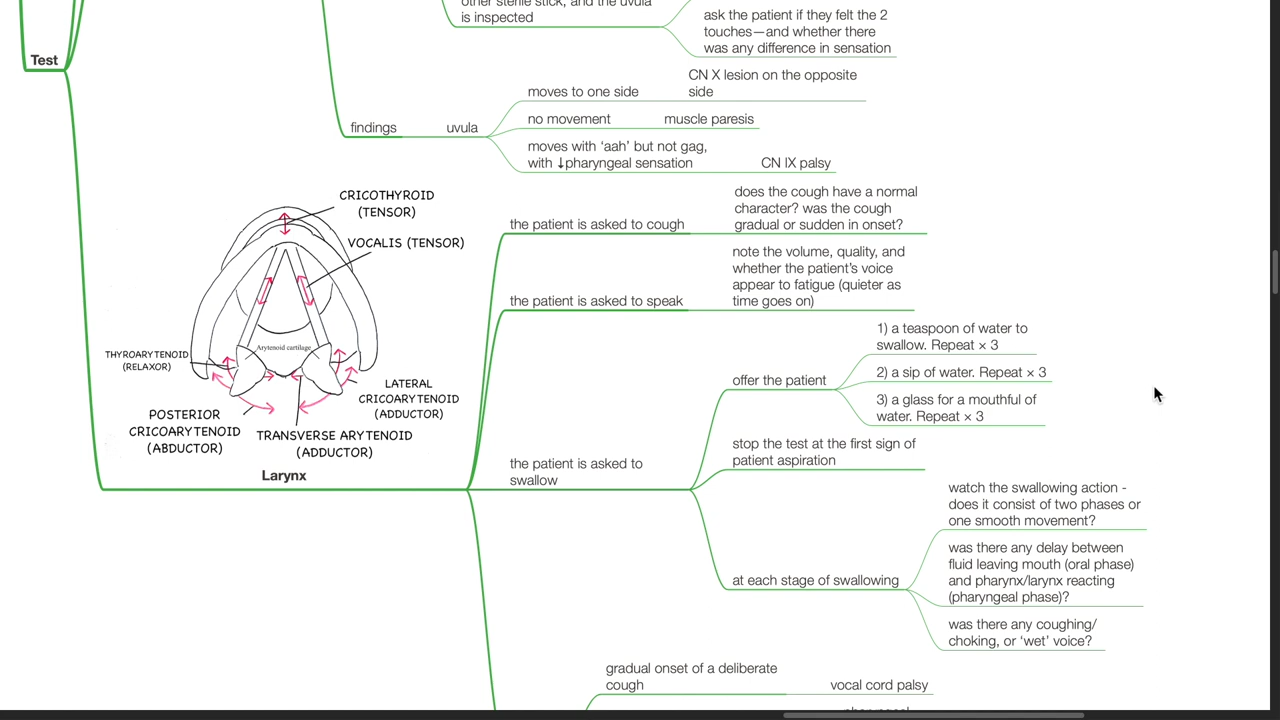 other sterile stick, and the uvula
is inspected
ask the patient if they felt the 2
touches—and whether there
was any difference in sensation
Test
findings
uvula
moves to one side
CN X lesion on the opposite
side
no movement
muscle paresis
moves with ‘aah’ but not gag,
with ↓pharyngeal sensation
CN IX palsy
CRICOTHYROID
(TENSOR)
VOCALIS (TENSOR)
Arytenoid cartilage
THYROARYTENOID
(RELAXOR)
LATERAL
CRICOARYTENOID
(ADDUCTOR)
POSTERIOR
CRICOARYTENOID
(ABDUCTOR)
TRANSVERSE ARYTENOID
(ADDUCTOR)
Larynx
the patient is asked to cough
does the cough have a normal
character? was the cough
gradual or sudden in onset?
the patient is asked to speak
note the volume, quality, and
whether the patient’s voice
appear to fatigue (quieter as
time goes on)
the patient is asked to
swallow
offer the patient
1) a teaspoon of water to
swallow. Repeat × 3
2) a sip of water. Repeat × 3
3) a glass for a mouthful of
water. Repeat × 3
stop the test at the first sign of
patient aspiration
at each stage of swallowing
watch the swallowing action -
does it consist of two phases or
one smooth movement?
was there any delay between
fluid leaving mouth (oral phase)
and pharynx/larynx reacting
(pharyngeal phase)?
was there any coughing/
choking, or ‘wet’ voice?
gradual onset of a deliberate
cough
vocal cord palsy